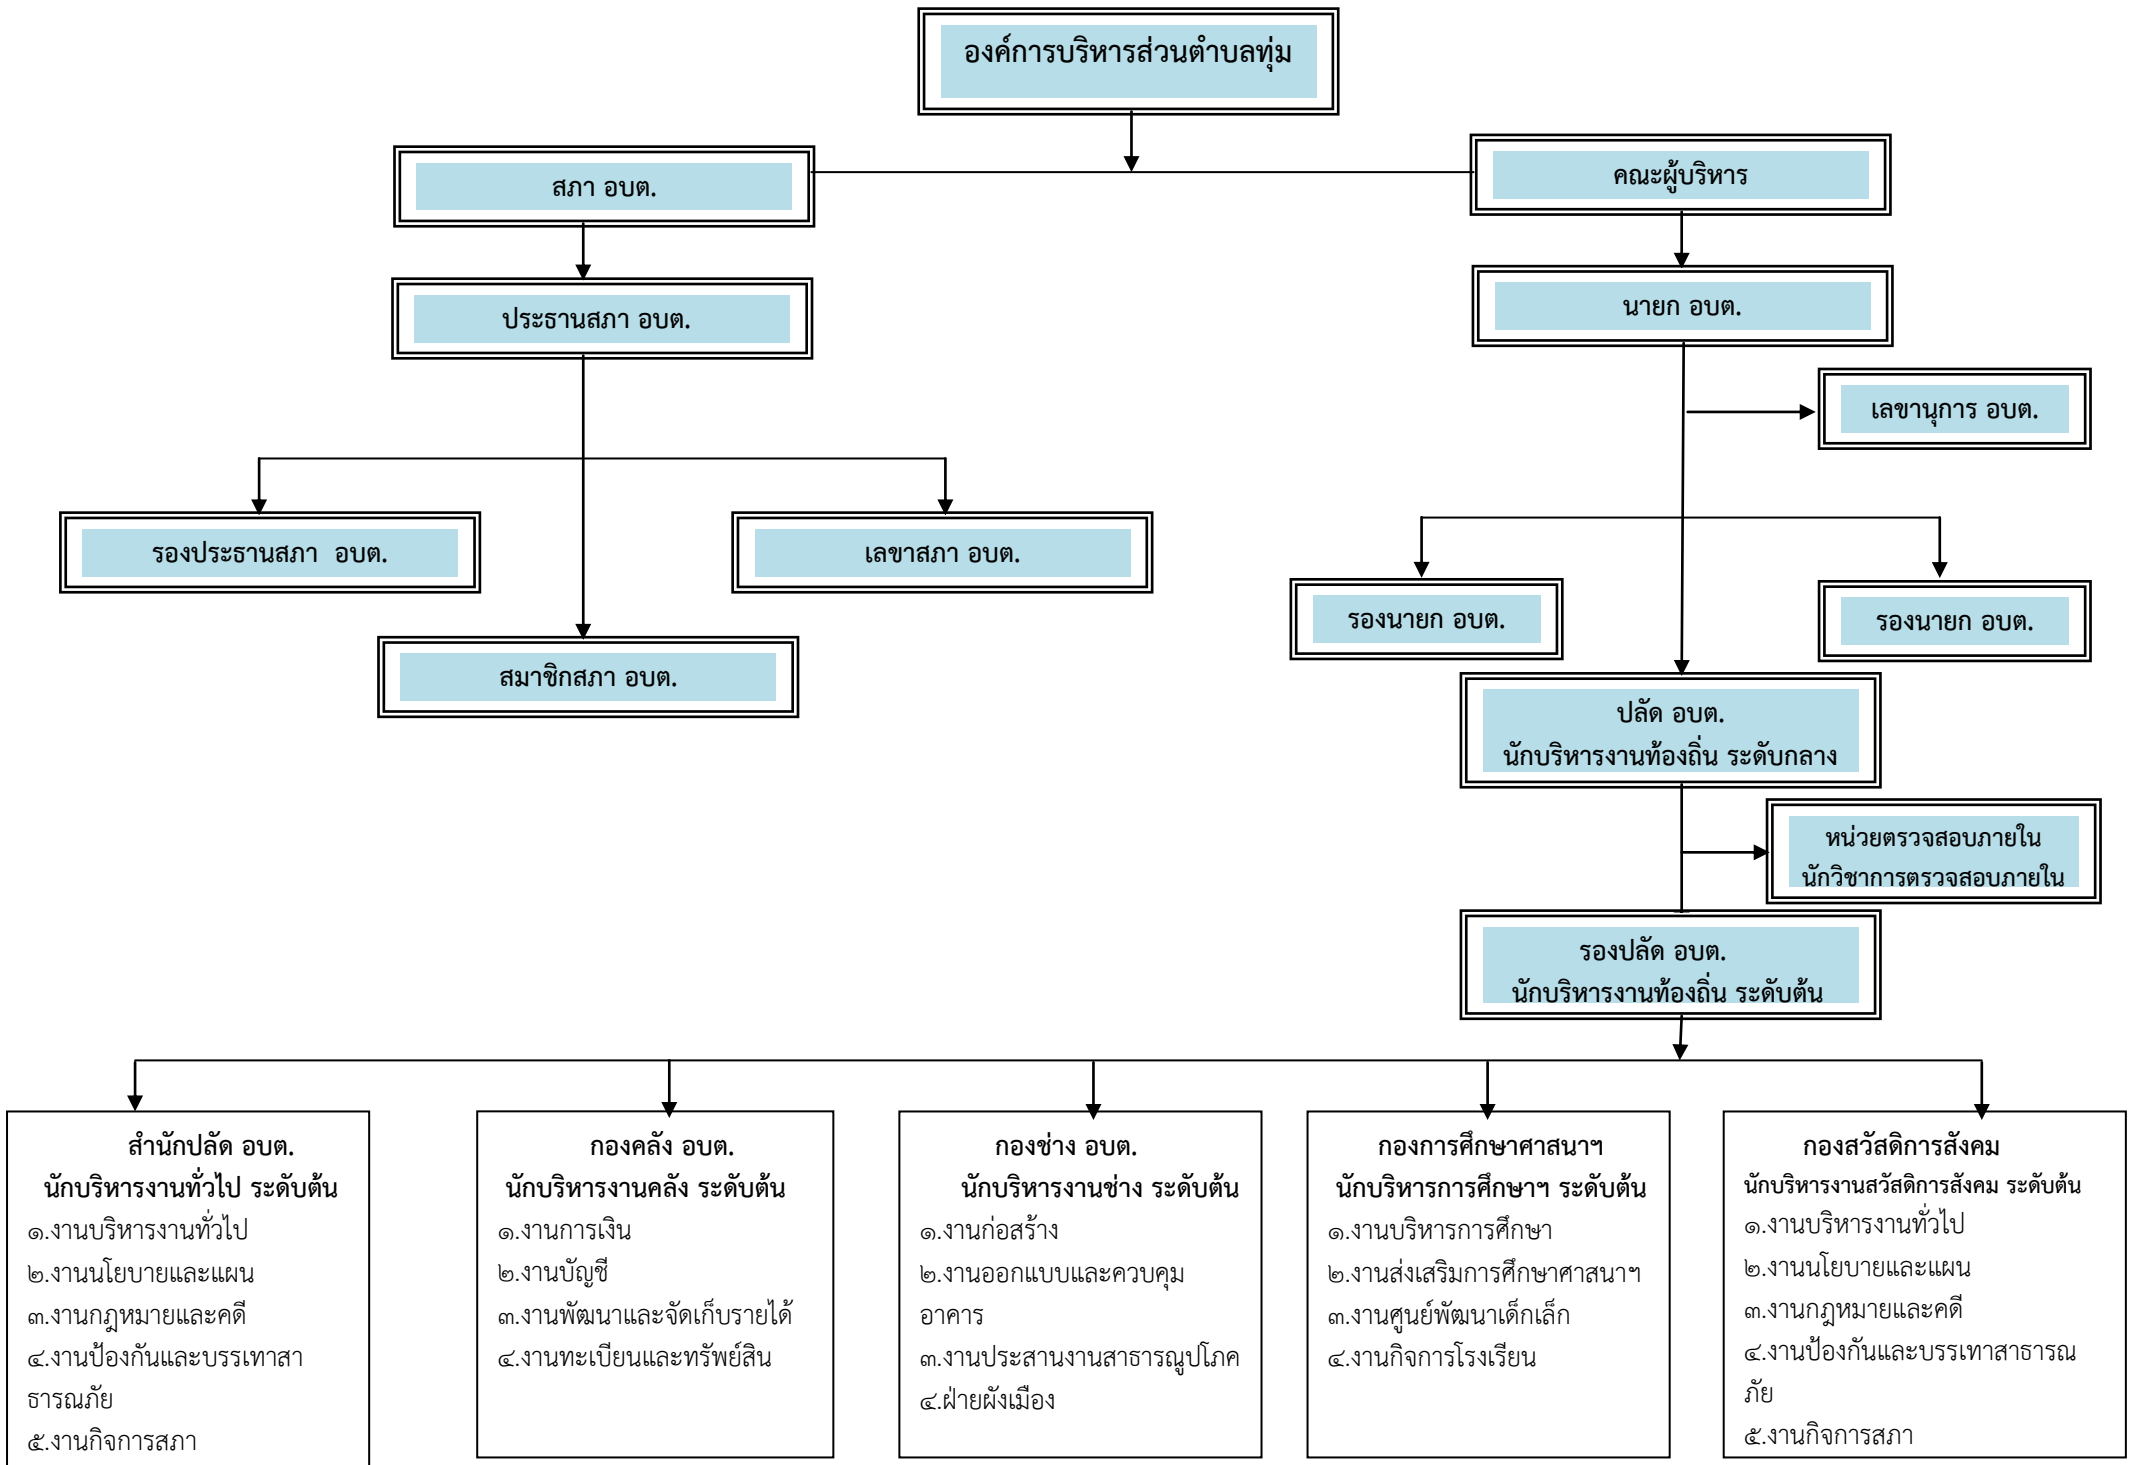 องค์การบริหารส่วนตำบลทุ่ม
สภา อบต.
คณะผู้บริหาร
ประธานสภา อบต.
นายก อบต.
เลขานุการ อบต.
รองประธานสภา  อบต.
เลขาสภา อบต.
รองนายก อบต.
รองนายก อบต.
สมาชิกสภา อบต.
ปลัด อบต.
นักบริหารงานท้องถิ่น ระดับกลาง
หน่วยตรวจสอบภายใน
นักวิชาการตรวจสอบภายใน
รองปลัด อบต.
นักบริหารงานท้องถิ่น ระดับต้น
สำนักปลัด อบต.
นักบริหารงานทั่วไป ระดับต้น
๑.งานบริหารงานทั่วไป
๒.งานนโยบายและแผน
๓.งานกฎหมายและคดี
๔.งานป้องกันและบรรเทาสา
ธารณภัย
๕.งานกิจการสภา
กองคลัง อบต.
นักบริหารงานคลัง ระดับต้น
๑.งานการเงิน
๒.งานบัญชี
๓.งานพัฒนาและจัดเก็บรายได้
๔.งานทะเบียนและทรัพย์สิน
กองช่าง อบต.
นักบริหารงานช่าง ระดับต้น
๑.งานก่อสร้าง
๒.งานออกแบบและควบคุม
อาคาร
๓.งานประสานงานสาธารณูปโภค
๔.ฝ่ายผังเมือง
กองการศึกษาศาสนาฯ
นักบริหารการศึกษาฯ ระดับต้น
๑.งานบริหารการศึกษา
๒.งานส่งเสริมการศึกษาศาสนาฯ
๓.งานศูนย์พัฒนาเด็กเล็ก
๔.งานกิจการโรงเรียน
กองสวัสดิการสังคม
นักบริหารงานสวัสดิการสังคม ระดับต้น
๑.งานบริหารงานทั่วไป
๒.งานนโยบายและแผน
๓.งานกฎหมายและคดี
๔.งานป้องกันและบรรเทาสาธารณ
ภัย
๕.งานกิจการสภา